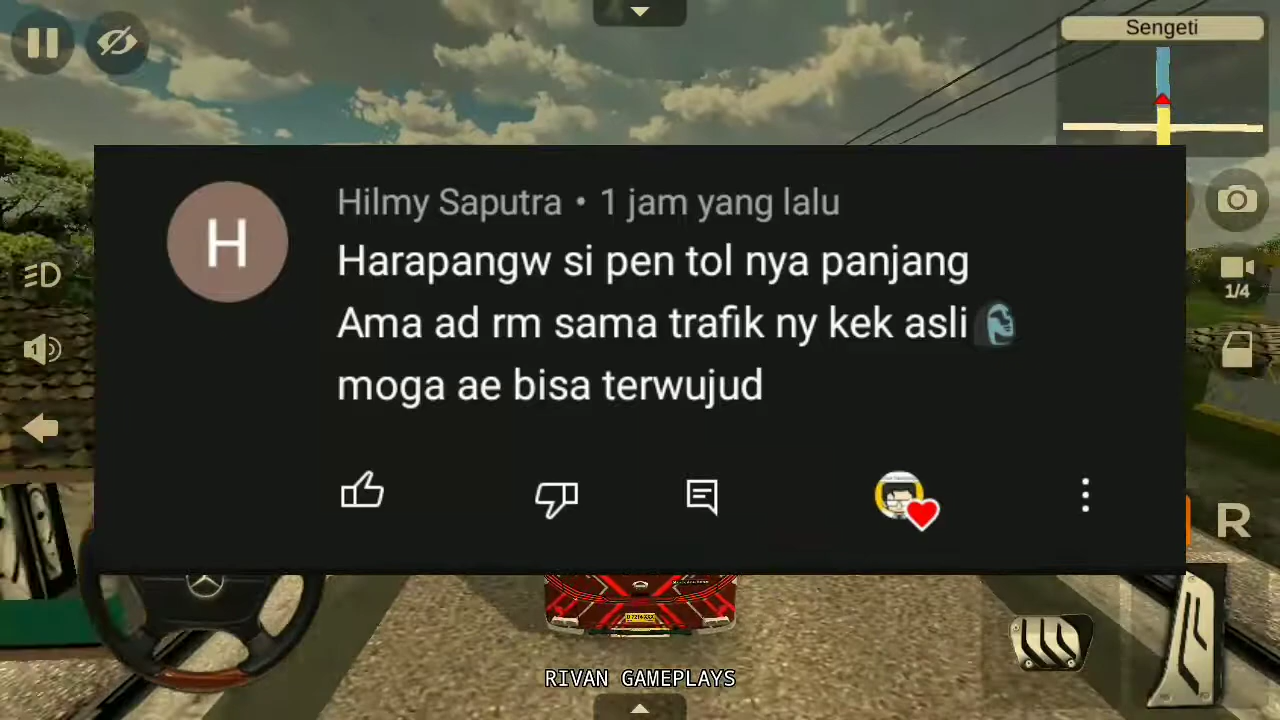 Sengeti
Hilmy Saputra • 1 jam yang lalu
Harapangw si pen tol nya panjang
Ama ad rm sama trafik ny kek asli
moga ae bisa terwujud
H
1/4
1
R
RIVAN GAMEPLAYS